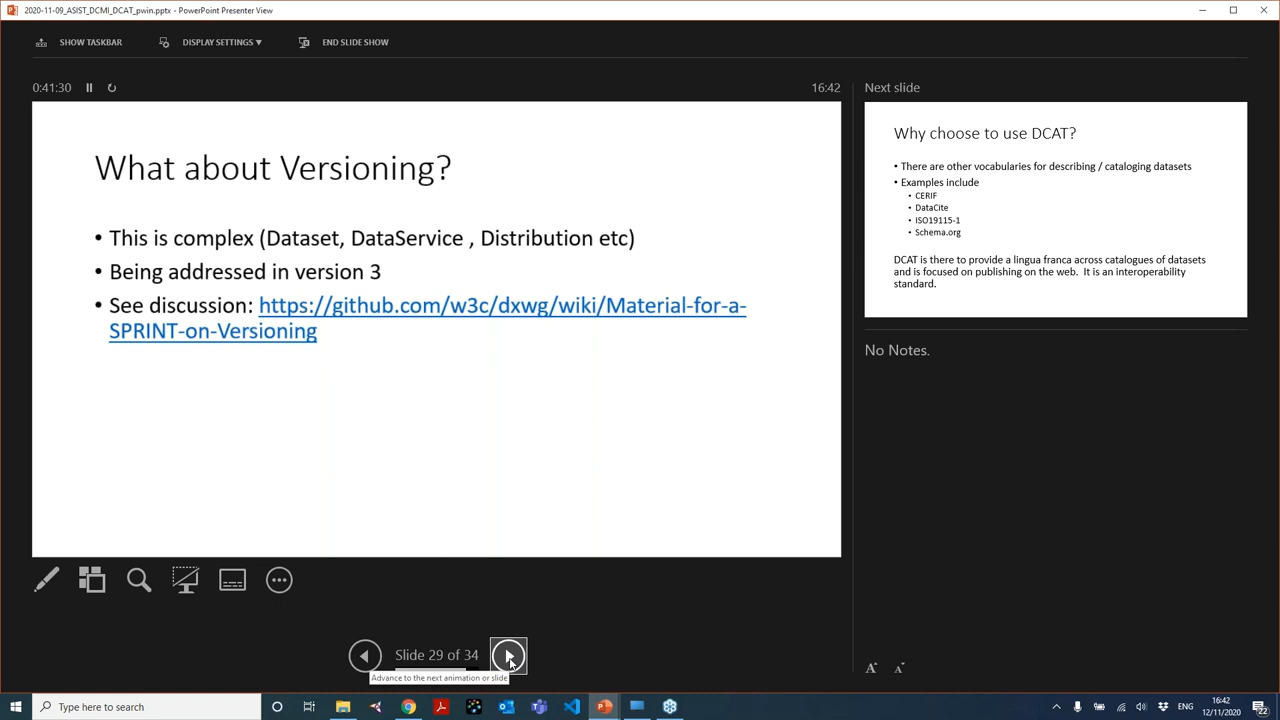 2020-11-09_ASIST_DCMI_DCAT_pwin.pptx - PowerPoint Presenter View
SHOW TASKBAR
DISPLAY SETTINGS ▾
END SLIDE SHOW
0:41:30
16:42
What about Versioning?
• This is complex (Dataset, DataService , Distribution etc)
• Being addressed in version 3
• See discussion: https://github.com/w3c/dxwg/wiki/Material-for-a-
SPRINT-on-Versioning
Slide 29 of 34
Advance to the next animation or slide
Next slide
Why choose to use DCAT?
• There are other vocabularies for describing / cataloging datasets
• Examples include
• CERIF
• DataCite
• ISO19115-1
• Schema.org
DCAT is there to provide a lingua franca across catalogues of datasets
and is focused on publishing on the web. It is an interoperability
standard.
No Notes.
A A
Type here to search
ENG
16:42
12/11/2020
22